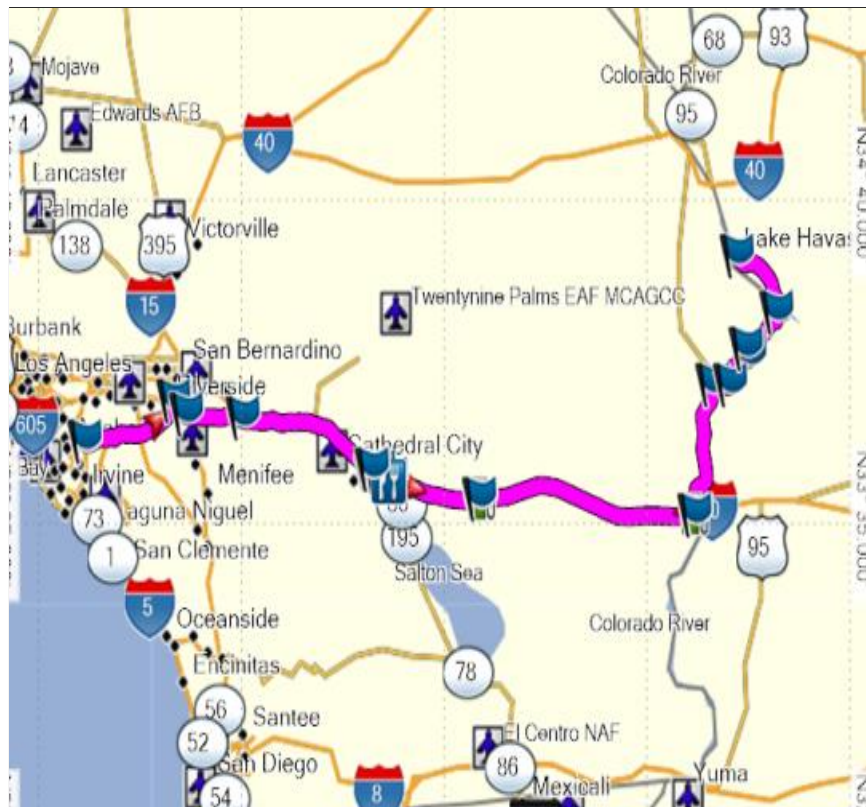 68
93
Mojave
Colorado River
Edwards AFB
95
14
40
40
Lancaster
Palmdale
Victorville
138
395
Lake Havas
15
Twentynine Palms EAF MCAGCC
Burbank
San Bernardino
Los Angeles
605
Cathedral City
Bay
Irvine
Menifee
73
Laguna Niguel
195
95
1
San Clemente
Salton Sea
5
Oceanside
Colorado River
Encinitas
78
56
Santee
52
El Centro NAF
San Diego
86
Yuma
54
8
Mexicali